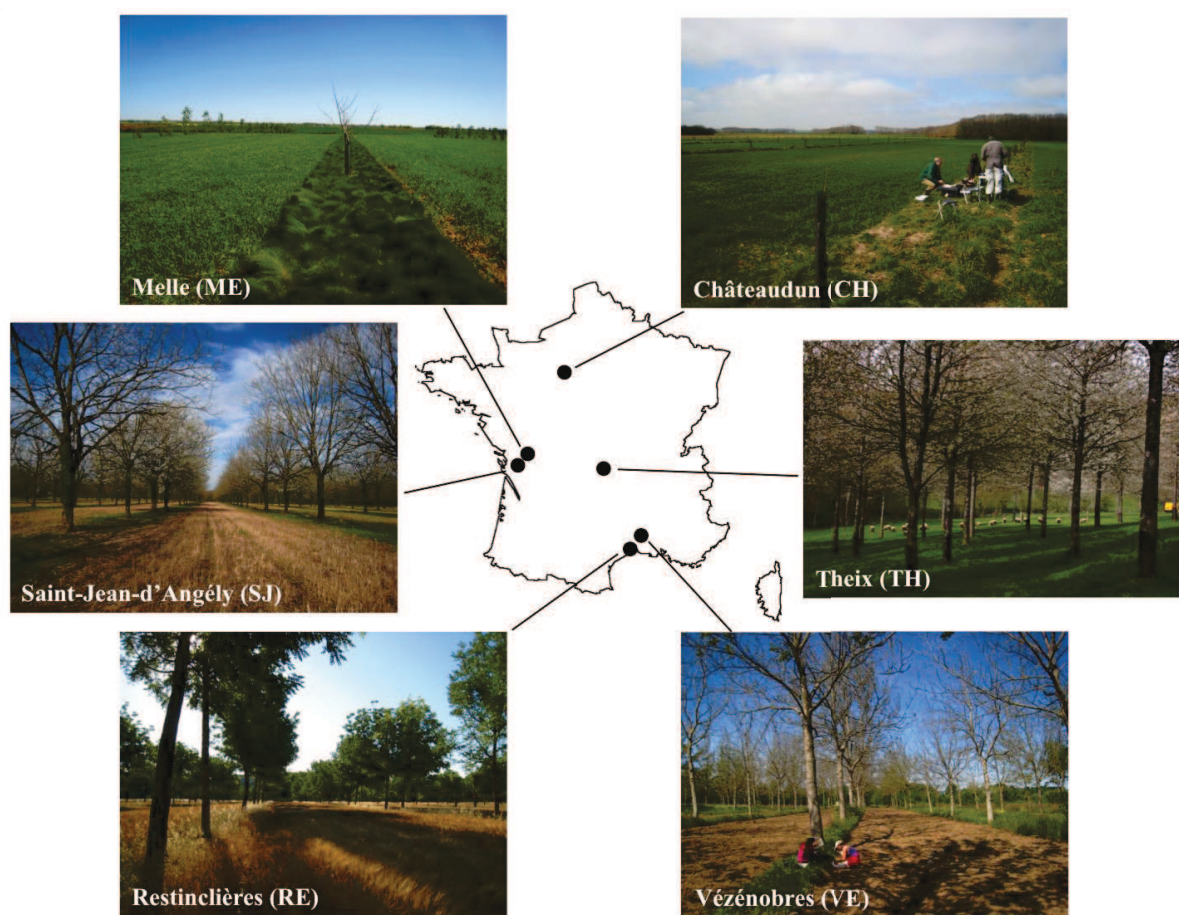 Melle (ME)
Châteaudun (CH)
Saint-Jean-d'Angély (SJ)
Theix (TH)
Restinclières (RE)
Vézénobres (VE)